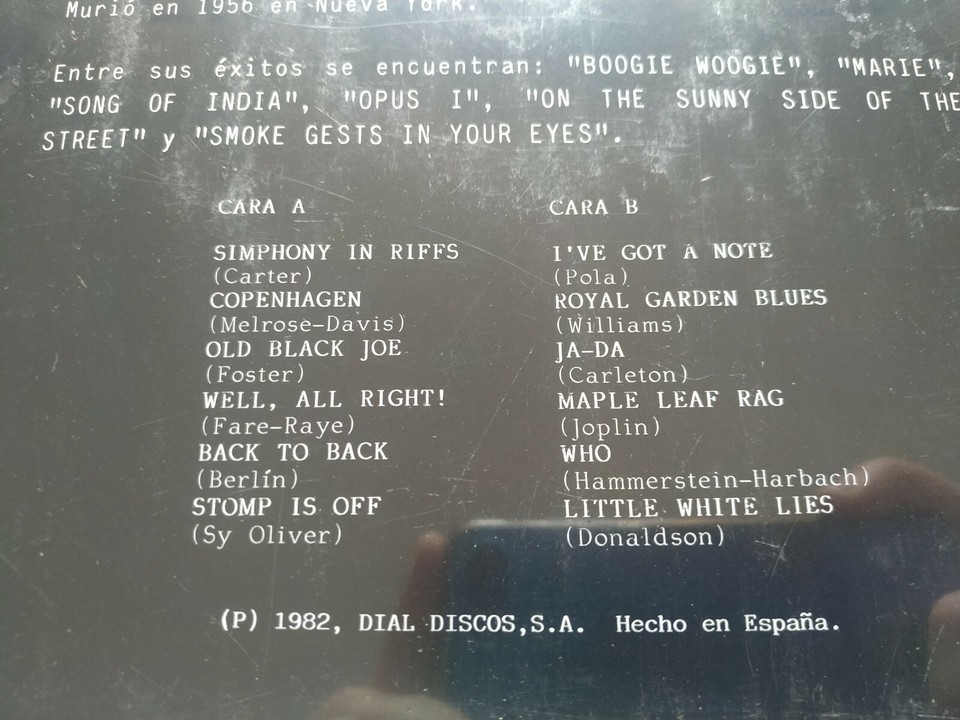 Murió en 1956 en Nueva York.
Entre sus éxitos se encuentran: "BOOGIE WOOGIE", "MARIE",
"SONG OF INDIA", "OPUS I", "ON THE SUNNY SIDE OF THE
STREET" y "SMOKE GESTS IN YOUR EYES".
CARA A
SIMPHONY IN RIFFS
(Carter)
COPENHAGEN
(Melrose-Davis)
OLD BLACK JOE
(Foster)
WELL, ALL RIGHT!
(Fare-Raye)
BACK TO BACK
(Berlín)
STOMP IS OFF
(Sy Oliver)
CARA B
I'VE GOT A NOTE
(Pola)
ROYAL GARDEN BLUES
(Williams)
JA-DA
(Carleton)
MAPLE LEAF RAG
(Joplin)
WHO
(Hammerstein-Harbach)
LITTLE WHITE LIES
(Donaldson)
(P) 1982, DIAL DISCOS,S.A. Hecho en España.